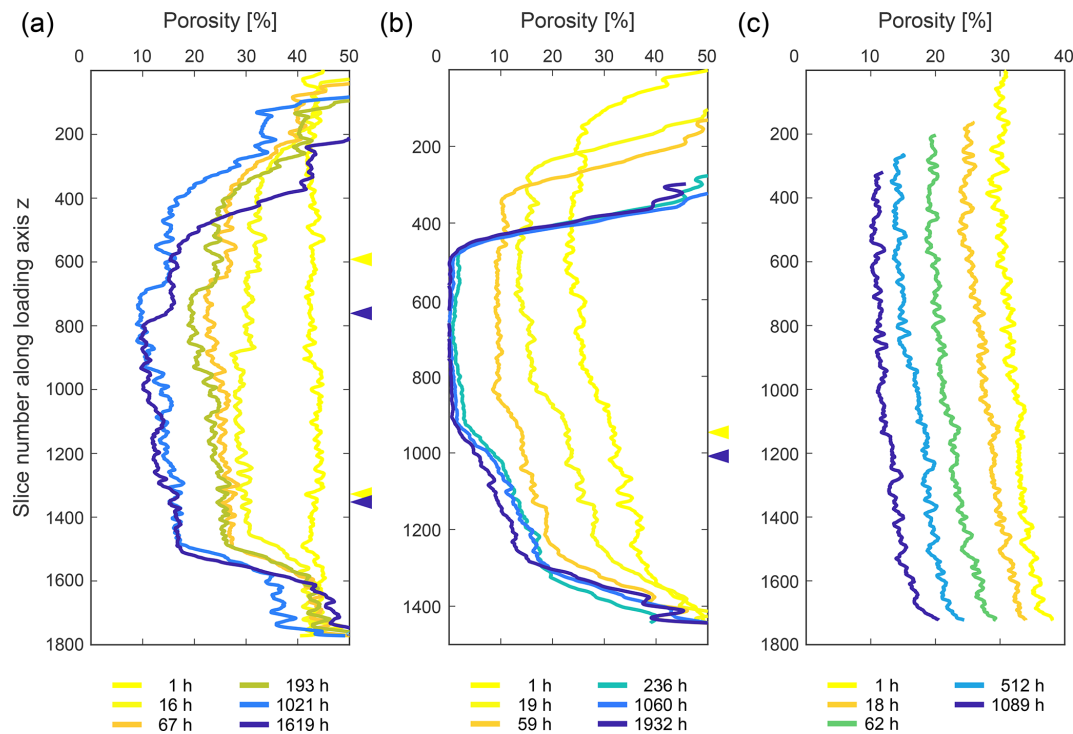 (a) Porosity [%] (b) Porosity [%] (c) Porosity [%]
0 10 20 30 40 50 0 10 20 30 40 50 0 10 20 30 40
Slice number along loading axis z
200
400
600
800
1000
1200
1400
1600
1800
200
400
600
800
1000
1200
1400
200
400
600
800
1000
1200
1400
1600
1800
1 h 193 h
16 h 1021 h
67 h 1619 h
1 h 236 h
19 h 1060 h
59 h 1932 h
1 h 512 h
18 h 1089 h
62 h